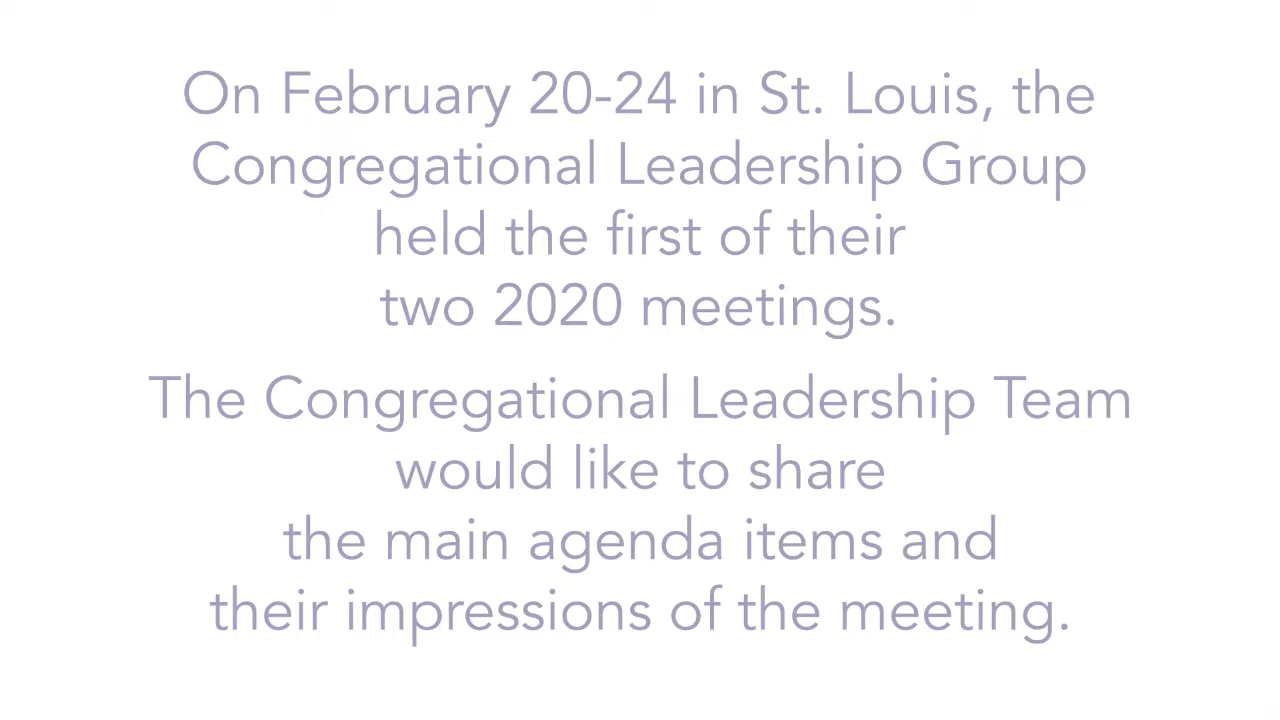 On February 20-24 in St. Louis, the
Congregational Leadership Group
held the first of their
two 2020 meetings.
The Congregational Leadership Team
would like to share
the main agenda items and
their impressions of the meeting.